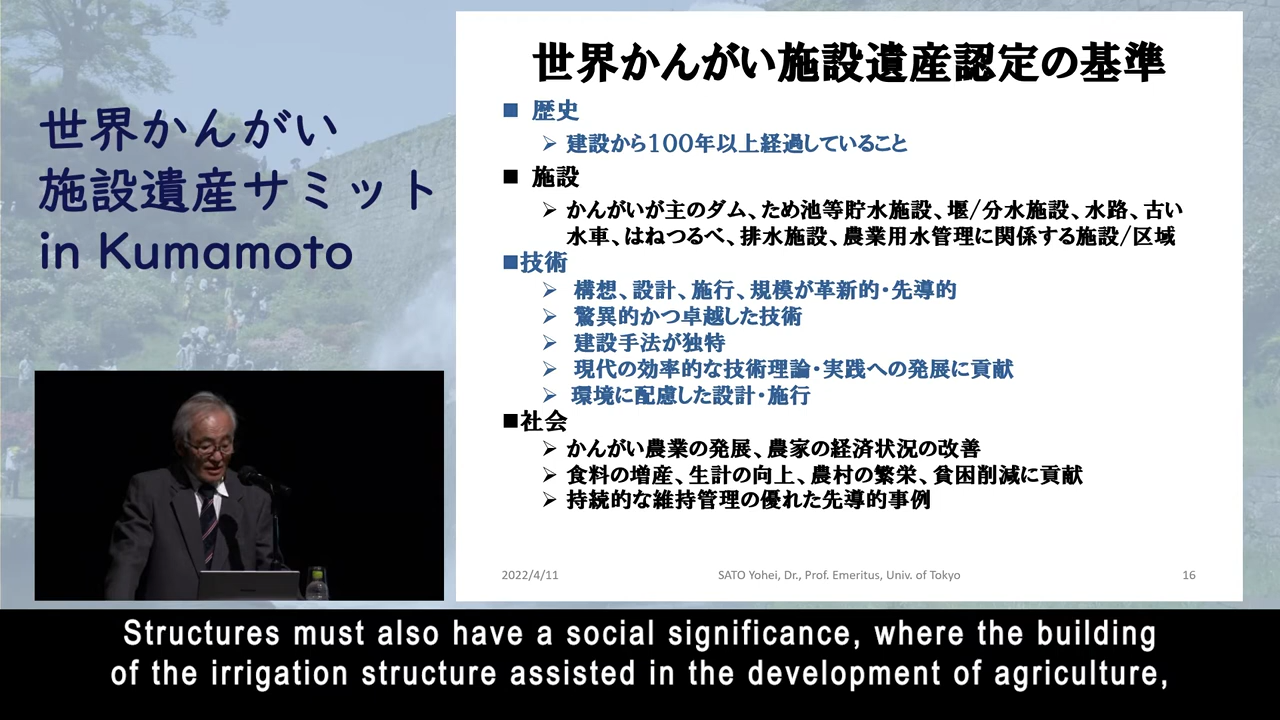 世界かんがい
施設遺産サミット
in Kumamoto
世界かんがい施設遺産認定の基準
■ 歴史
➢ 建設から100年以上経過していること
■ 施設
➢ かんがいが主のダム、ため池等貯水施設、堰/分水施設、水路、古い
水車、はねつるべ、排水施設、農業用水管理に関係する施設/区域
■技術
➢ 構想、設計、施行、規模が革新的・先導的
➢ 驚異的かつ卓越した技術
➢ 建設手法が独特
➢ 現代の効率的な技術理論・実践への発展に貢献
➢ 環境に配慮した設計・施行
■社会
➢ かんがい農業の発展、農家の経済状況の改善
➢ 食料の増産、生計の向上、農村の繁栄、貧困削減に貢献
➢ 持続的な維持管理の優れた先導的事例
2022/4/11 SATO Yohei, Dr., Prof. Emeritus, Univ. of Tokyo 16
Structures must also have a social significance, where the building
of the irrigation structure assisted in the development of agriculture,